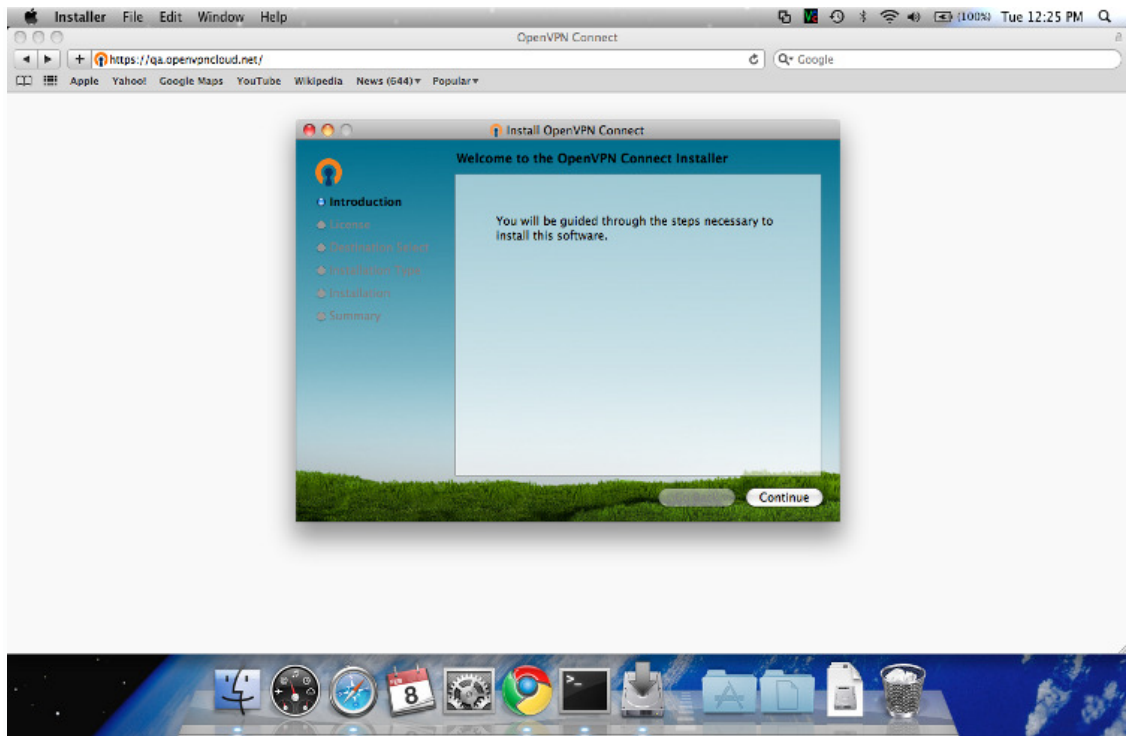 Installer File Edit Window Help (100%) Tue 12:25 PM
OpenVPN Connect
https://qa.openvpncloud.net/ Google
Apple Yahoo! Google Maps YouTube Wikipedia News (644) Popular
Install OpenVPN Connect
Welcome to the OpenVPN Connect Installer
Introduction
License
Destination Select
Installation Type
Installation
Summary
You will be guided through the steps necessary to
install this software.
Continue
8